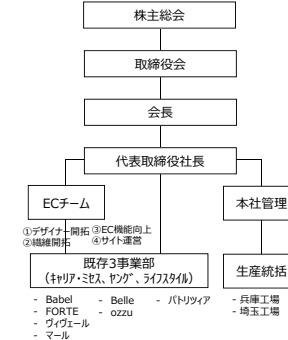 株主総会
取締役会
会長
代表取締役社長
ECチーム
本社管理
①デザイナー開拓 ③EC機能向上
②繊維開拓 ④サイト運営
既存3事業部
（キャリア・ミセス、ヤング、ライフスタイル）
生産統括
- Babel
- FORTE
- ヴィヴェール
- マール
- Belle
- ozzu
- パトリツィア
- 兵庫工場
- 埼玉工場